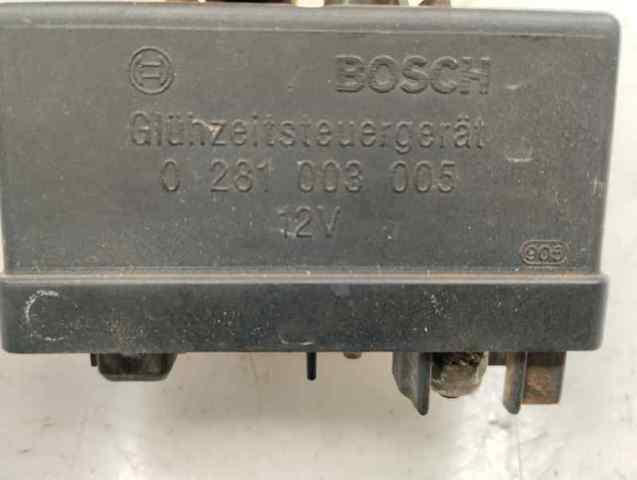 BOSCH
Glühzeitsteuergerät
0 281 003 005
12V
905